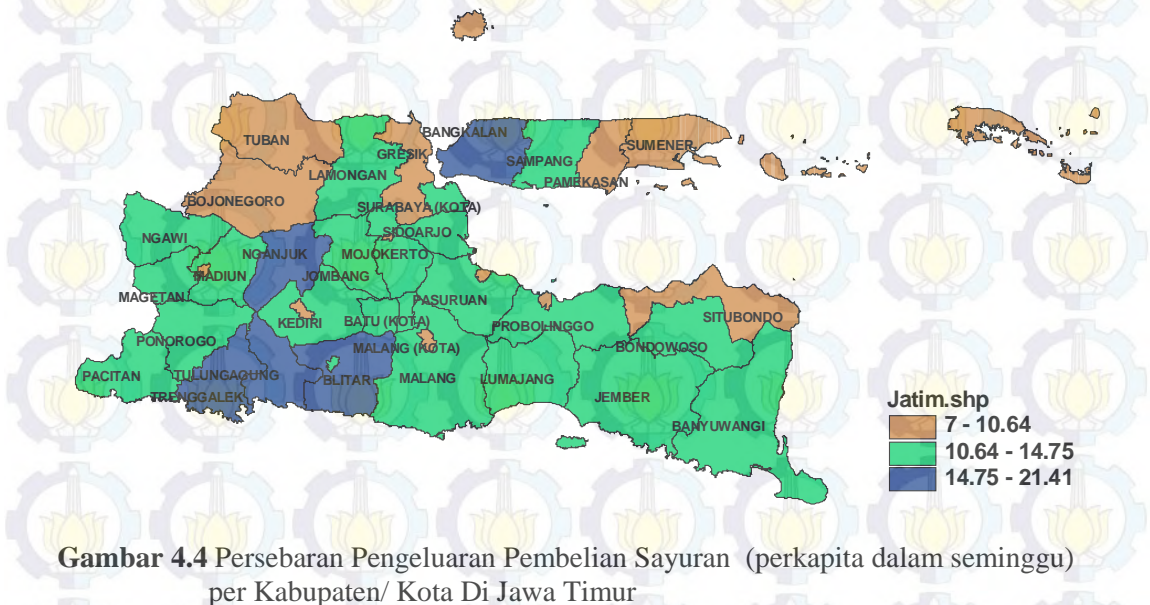 BANGKALAN
TUBAN
SUMENEP
GRESIK
SAMPANG
LAMONGAN
PAMEKASAN
BOJONEGORO
SURABAYA (KOTA)
SIDOARJO
NGAWI
NGANJUK
MOJOKERTO
MADIUN
JOMBANG
MAGETAN
PASURUAN
SITUBONDO
KEDIRI
BATU (KOTA)
PROBOLINGGO
PONOROGO
MALANG (KOTA)
BONDOWOSO
PACITAN
TULUNGAGUNG
BLITAR
MALANG
LUMAJANG
TRENGGALEK
JEMBER
BANYUWANGI
Jatim.shp
7 - 10.64
10.64 - 14.75
14.75 - 21.41
Gambar 4.4 Persebaran Pengeluaran Pembelian Sayuran (perkapita dalam seminggu)
per Kabupaten/ Kota Di Jawa Timur